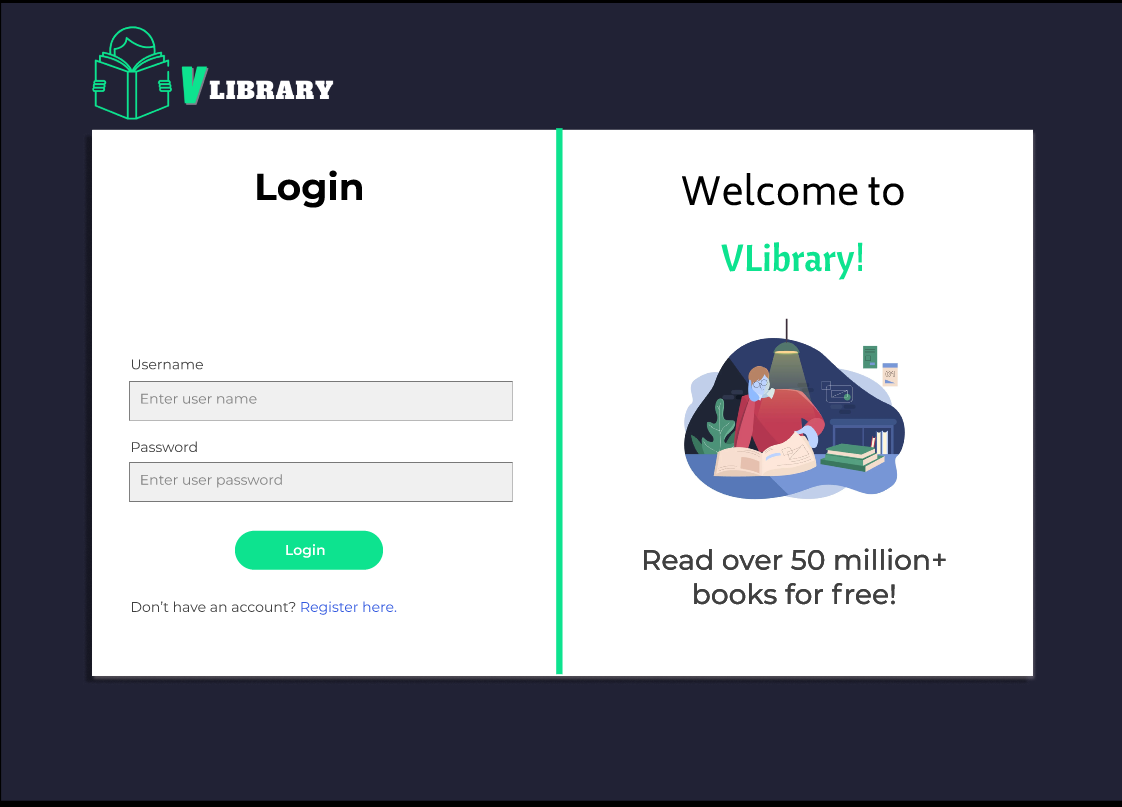 VLIBRARY
Login
Username
Enter user name
Password
Enter user password
Login
Don't have an account? Register here.
Welcome to
VLibrary!
Read over 50 million+
books for free!